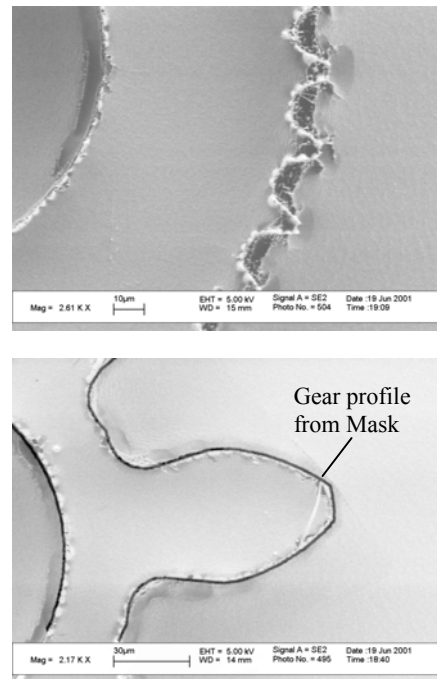 10µm
EHT = 5.00 kV
Signal A = SE2
Date :19 Jun 2001
Mag = 2.61 K X
WD = 15 mm
Photo No. = 504
Time :19:09
Gear profile
from Mask
30µm
EHT = 5.00 kV
Signal A = SE2
Date :19 Jun 2001
Mag = 2.17 K X
WD = 14 mm
Photo No. = 495
Time :18:40